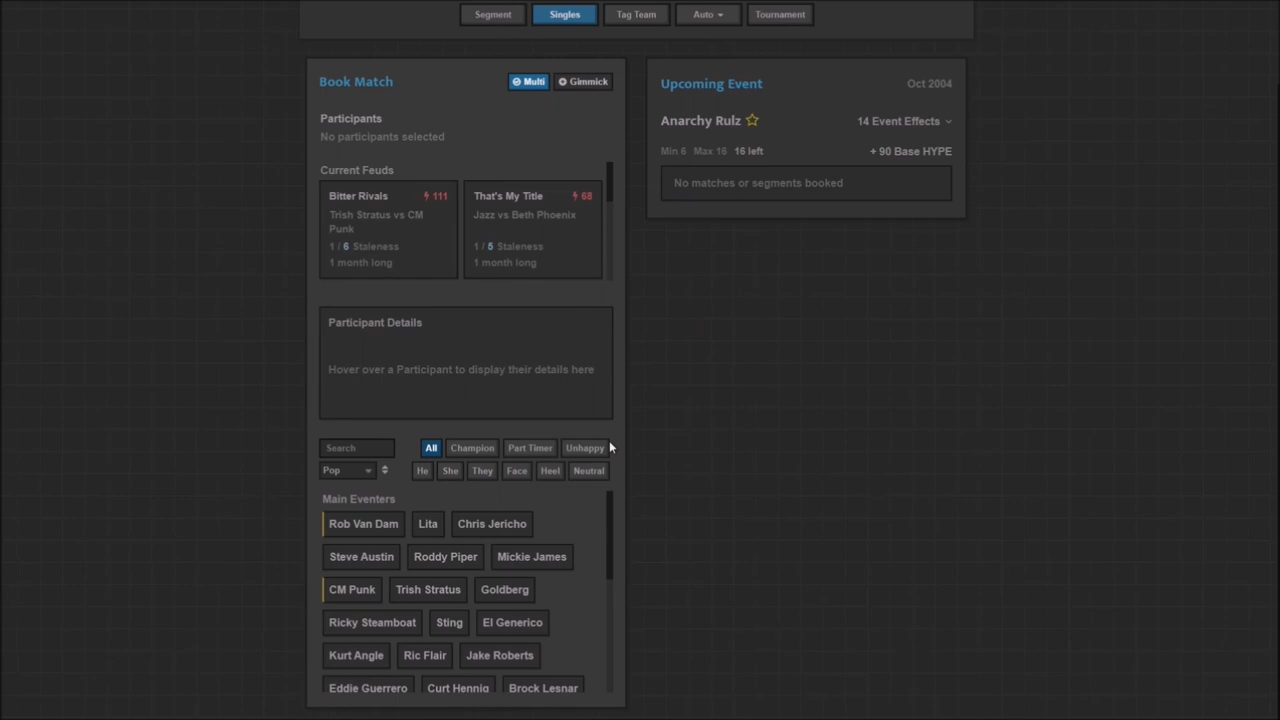 Segment Singles Tag Team Auto Tournament
Book Match Multi Gimmick
Participants
No participants selected
Current Feuds
Bitter Rivals 111
Trish Stratus vs CM
Punk
1 / 6 Staleness
1 month long
That's My Title 68
Jazz vs Beth Phoenix
1 / 5 Staleness
1 month long
Participant Details
Hover over a Participant to display their details here
Search All Champion Part Timer Unhappy
Pop He She They Face Heel Neutral
Main Eventers
Rob Van Dam Lita Chris Jericho
Steve Austin Roddy Piper Mickie James
CM Punk Trish Stratus Goldberg
Ricky Steamboat Sting El Generico
Kurt Angle Ric Flair Jake Roberts
Eddie Guerrero Curt Hennig Brock Lesnar
Upcoming Event Oct 2004
Anarchy Rulz 14 Event Effects
Min 6 Max 16 16 left + 90 Base HYPE
No matches or segments booked